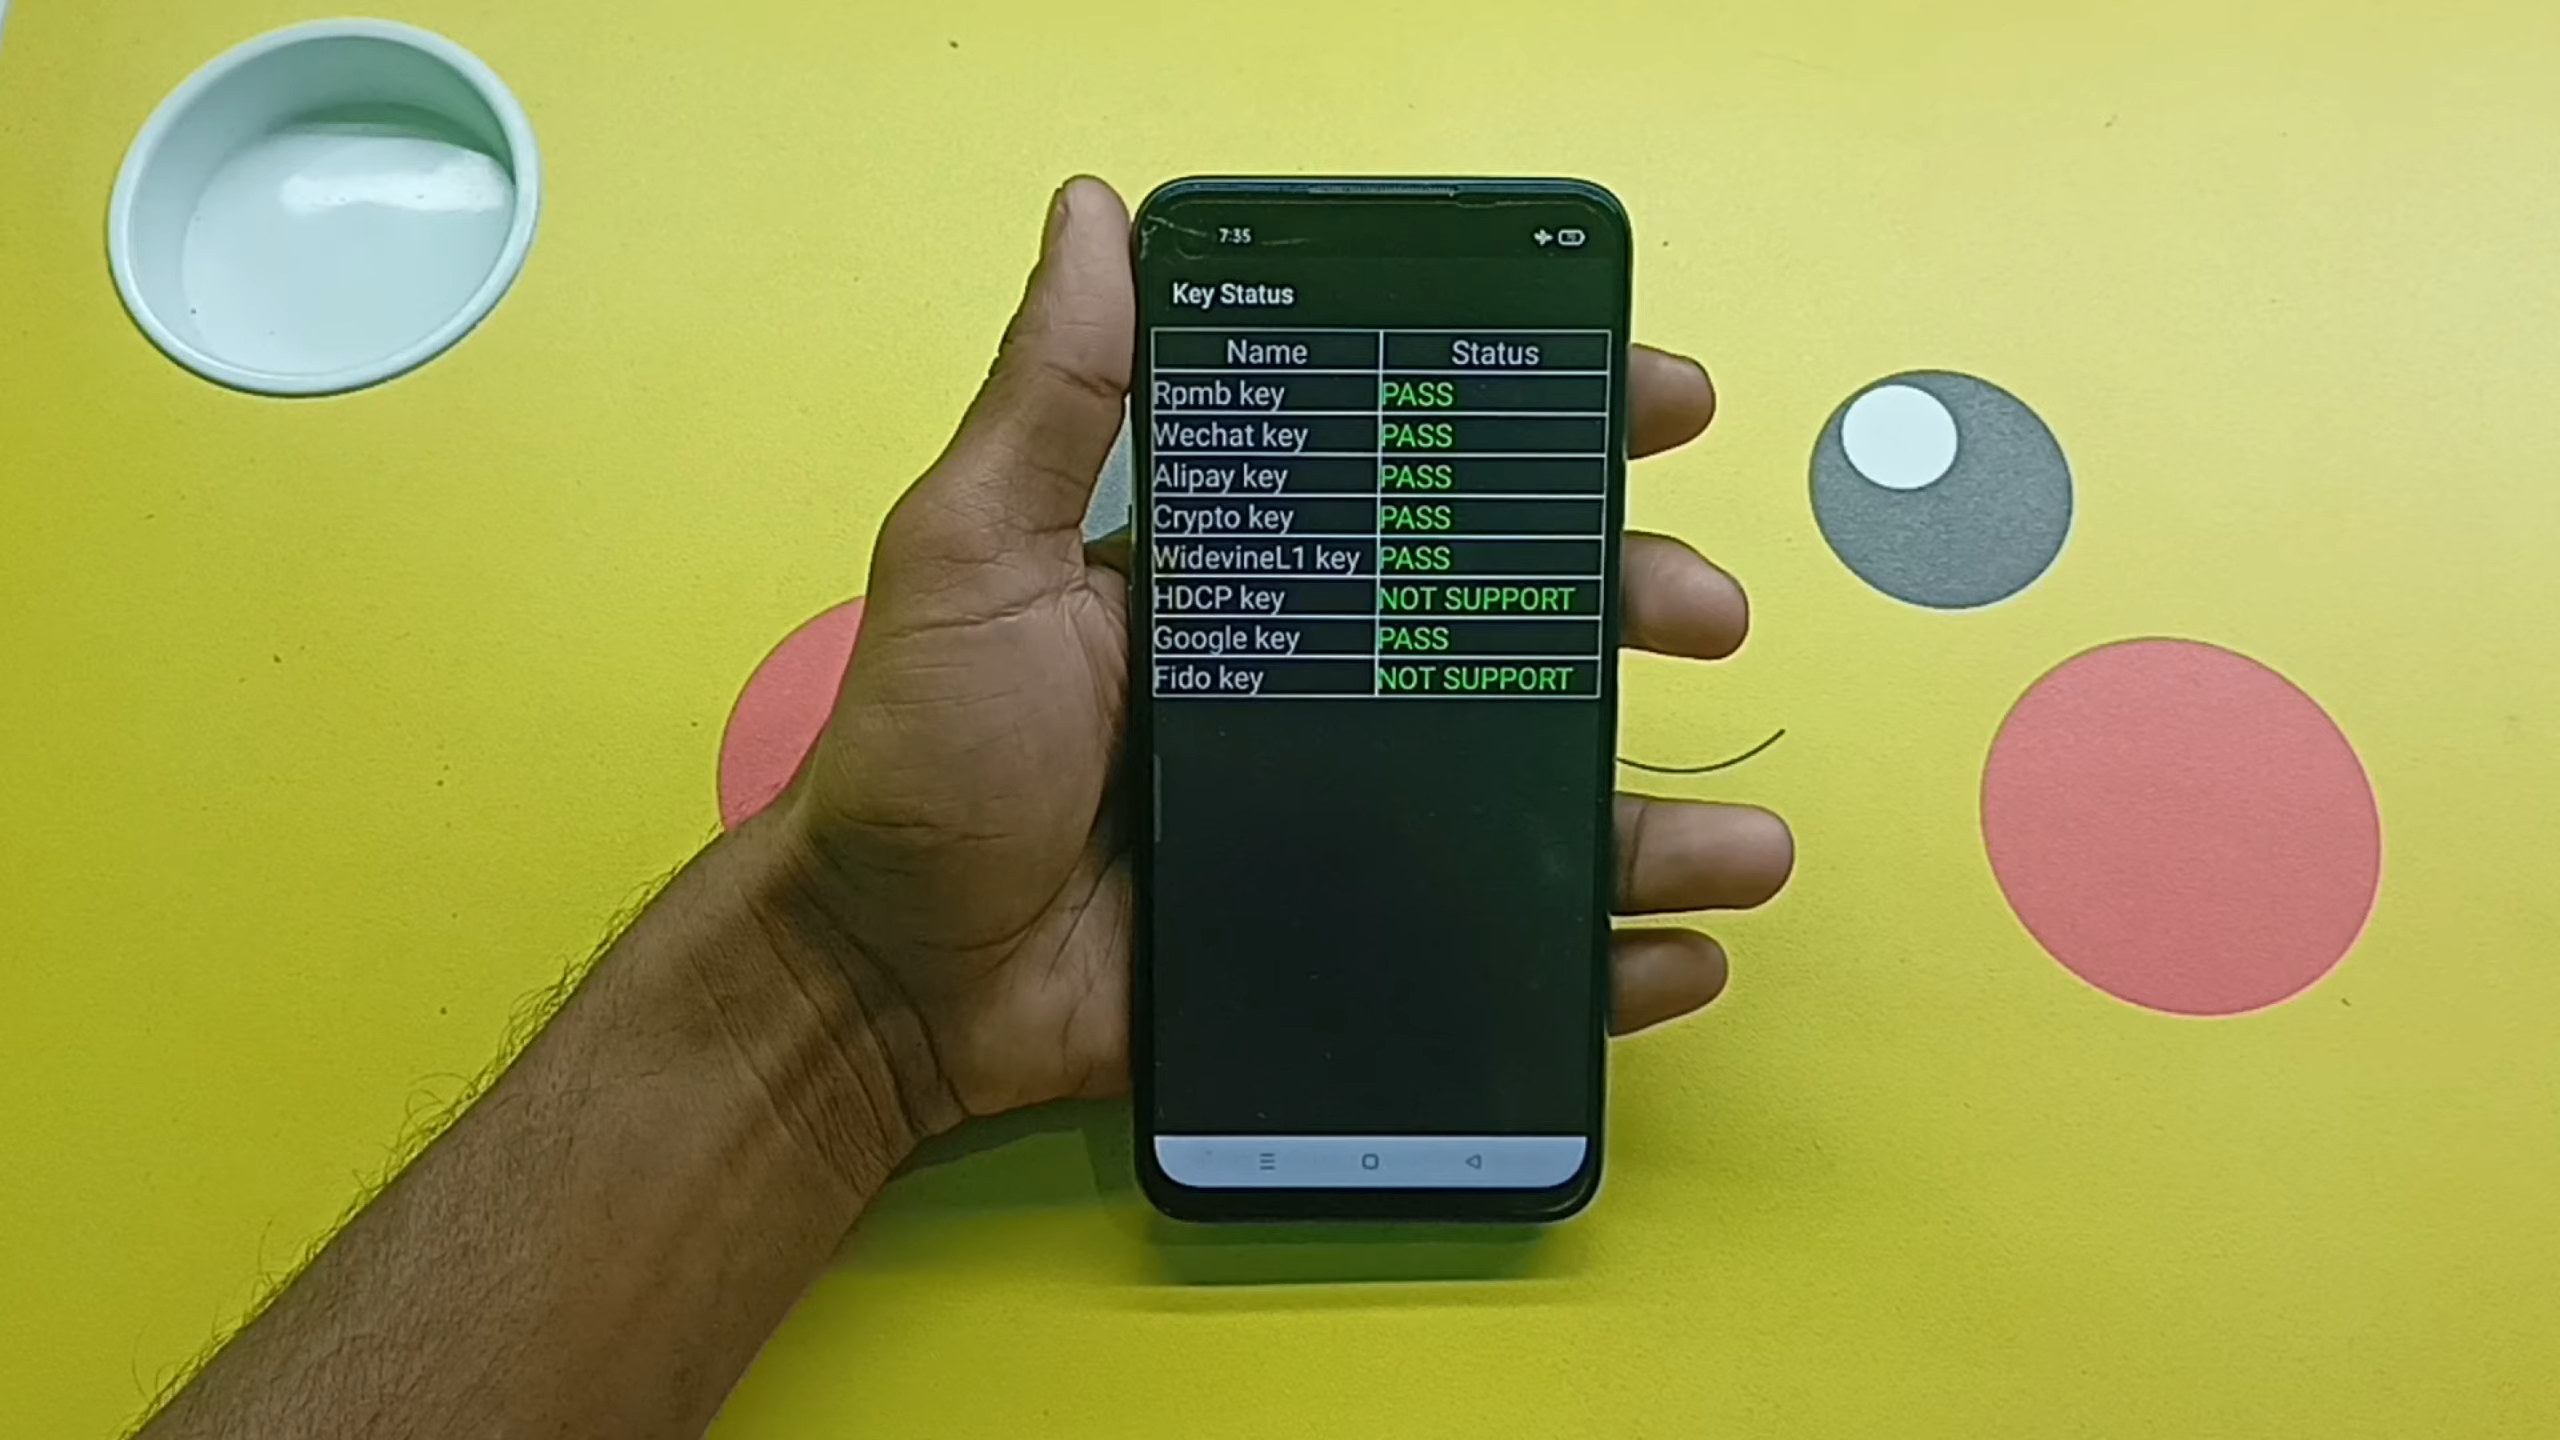 7:35
Key Status
Name Status
Rpmb key PASS
Wechat key PASS
Alipay key PASS
Crypto key PASS
WidevineL1 key PASS
HDCP key NOT SUPPORT
Google key PASS
Fido key NOT SUPPORT